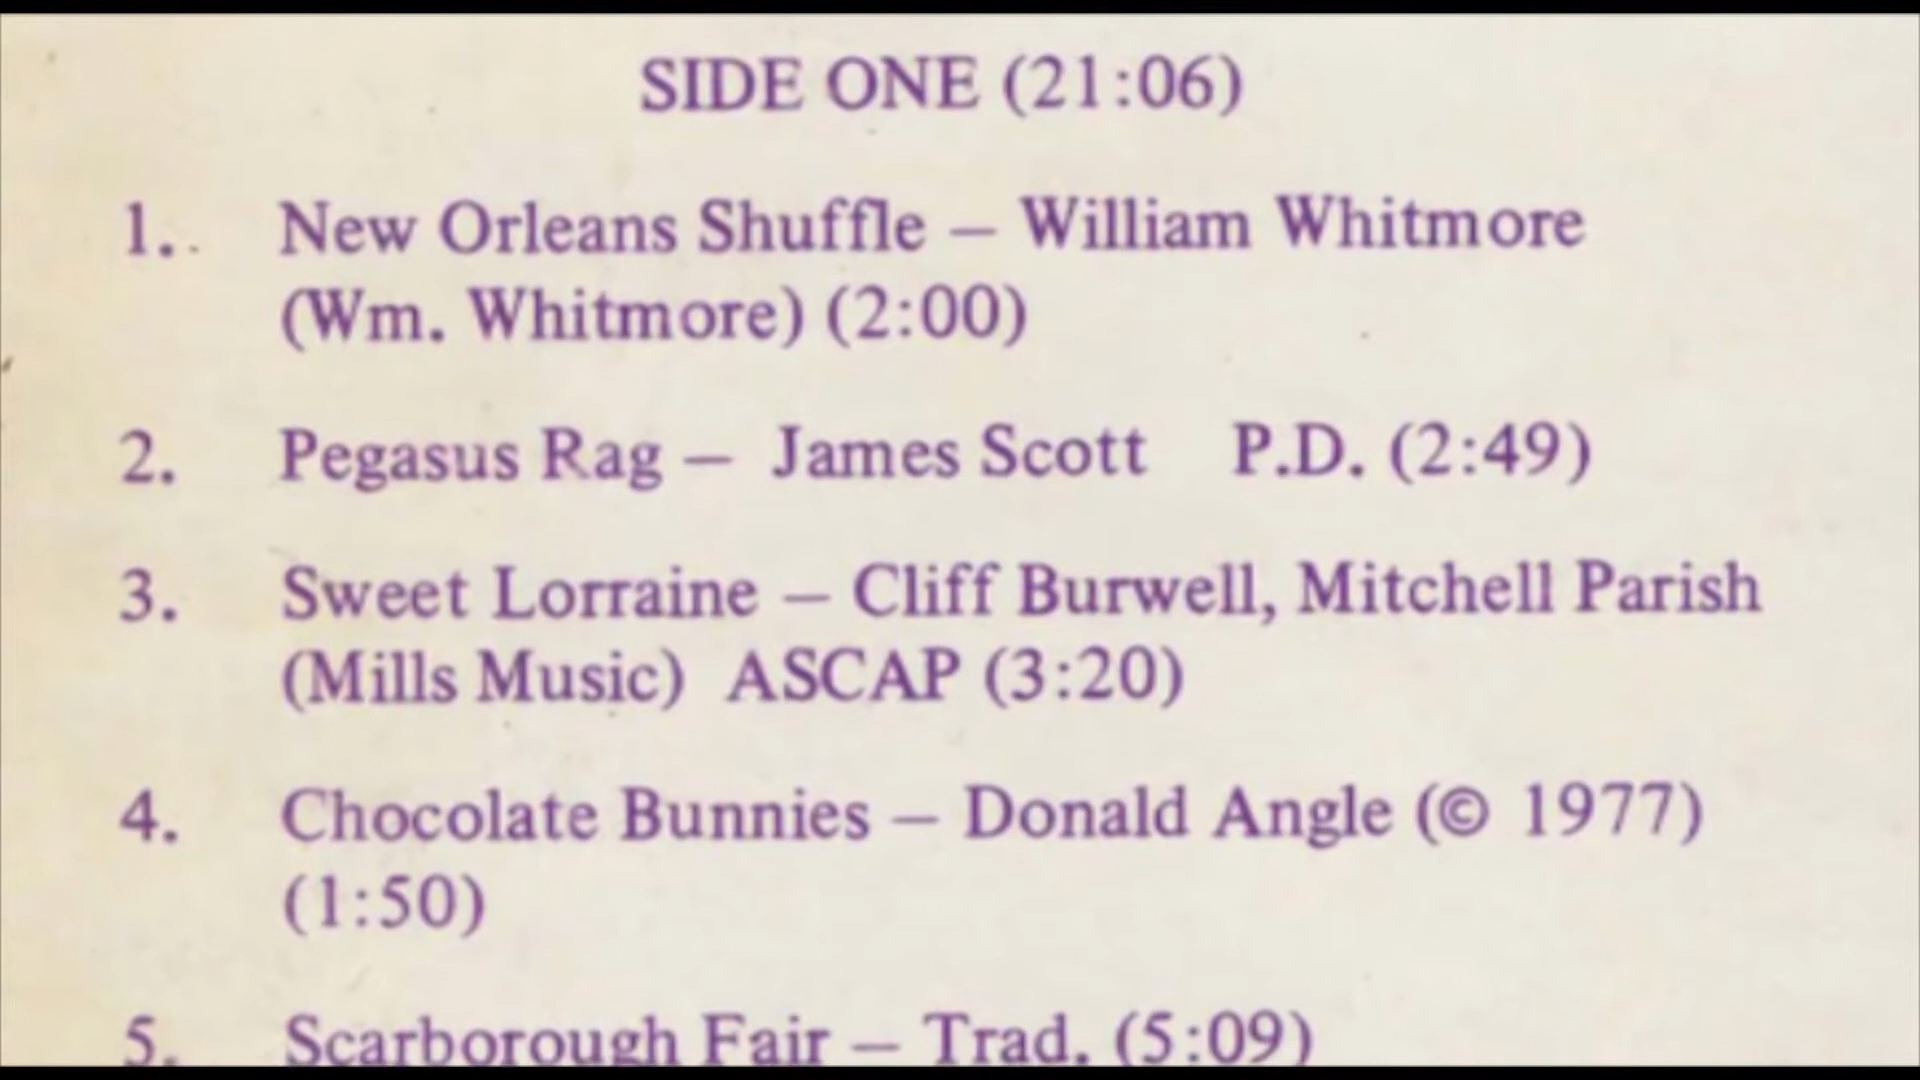 SIDE ONE (21:06)
1. New Orleans Shuffle – William Whitmore
(Wm. Whitmore) (2:00)
2. Pegasus Rag – James Scott P.D. (2:49)
3. Sweet Lorraine – Cliff Burwell, Mitchell Parish
(Mills Music) ASCAP (3:20)
4. Chocolate Bunnies – Donald Angle (© 1977)
(1:50)
5. Scarborough Fair – Trad. (5:09)